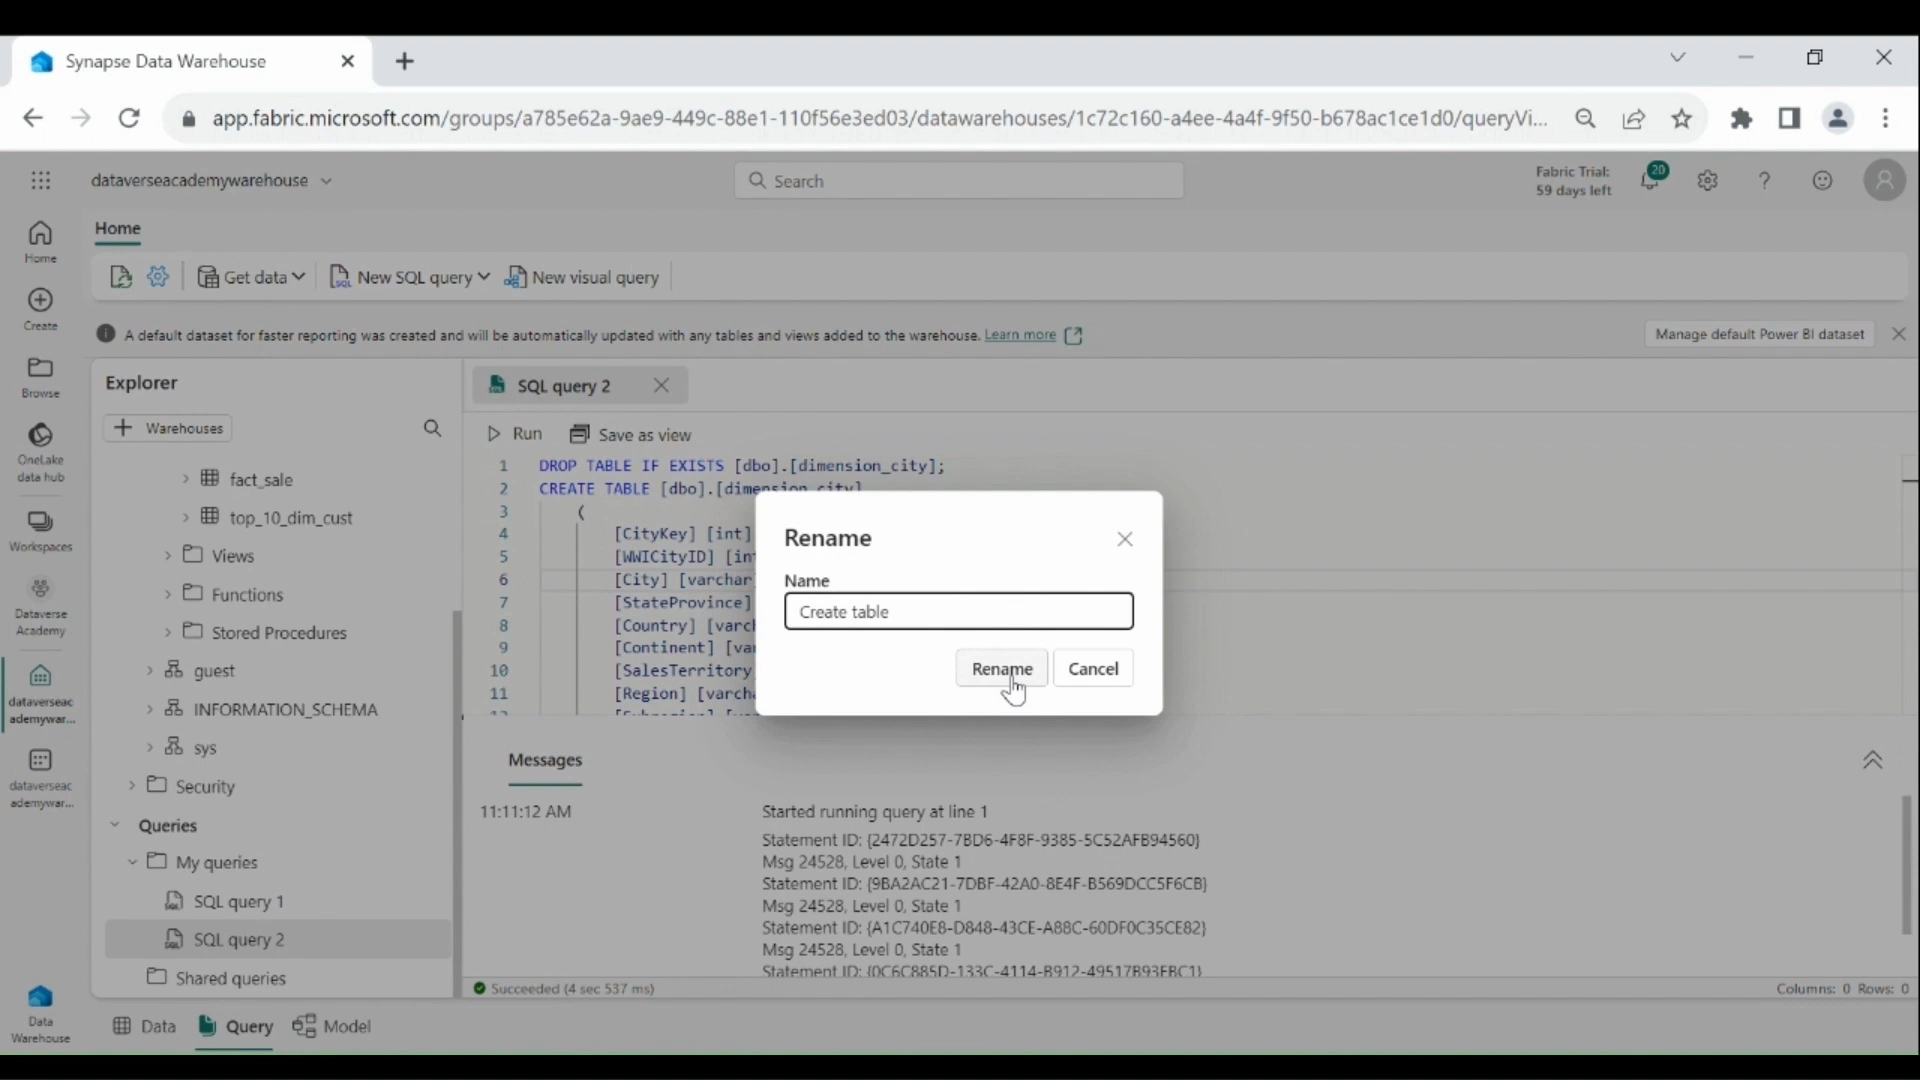 Synapse Data Warehouse
app.fabric.microsoft.com/groups/a785e62a-9ae9-449c-88e1-110f56e3ed03/datawarehouses/1c72c160-a4ee-4a4f-9f50-b678ac1ce1d0/queryVi...
dataverseacademywarehouse
Search
Fabric Trial:
59 days left
20
Home
Home
Get data
New SQL query
New visual query
Create
A default dataset for faster reporting was created and will be automatically updated with any tables and views added to the warehouse. Learn more
Manage default Power BI dataset
Browse
OneLake
data hub
Workspaces
Dataverse
Academy
dataverseac
ademywar...
dataverseac
ademywar...
Data
Warehouse
Explorer
Warehouses
fact_sale
top_10_dim_cust
Views
Functions
Stored Procedures
guest
INFORMATION_SCHEMA
sys
Security
Queries
My queries
SQL query 1
SQL query 2
Shared queries
SQL query 2
Run
Save as view
1 DROP TABLE IF EXISTS [dbo].[dimension_city];
2 CREATE TABLE [dbo].[dimension_city]
3 (
4 [CityKey] [int]
5 [WWICityID] [in
6 [City] [varchar
7 [StateProvince]
8 [Country] [varch
9 [Continent] [va
10 [SalesTerritory
11 [Region] [varcha
Rename
Name
Create table
Rename
Cancel
Messages
11:11:12 AM
Started running query at line 1
Statement ID: {2472D257-7BD6-4F8F-9385-5C52AFB94560}
Msg 24528, Level 0, State 1
Statement ID: {9BA2AC21-7DBF-42A0-8E4F-B569DCC5F6CB}
Msg 24528, Level 0, State 1
Statement ID: {A1C740E8-D848-43CE-A88C-60DF0C35CE82}
Msg 24528, Level 0, State 1
Statement ID: {0C6C885D-133C-4114-B912-49517B93FBC1}
Succeeded (4 sec 537 ms)
Columns: 0 Rows: 0
Data
Query
Model